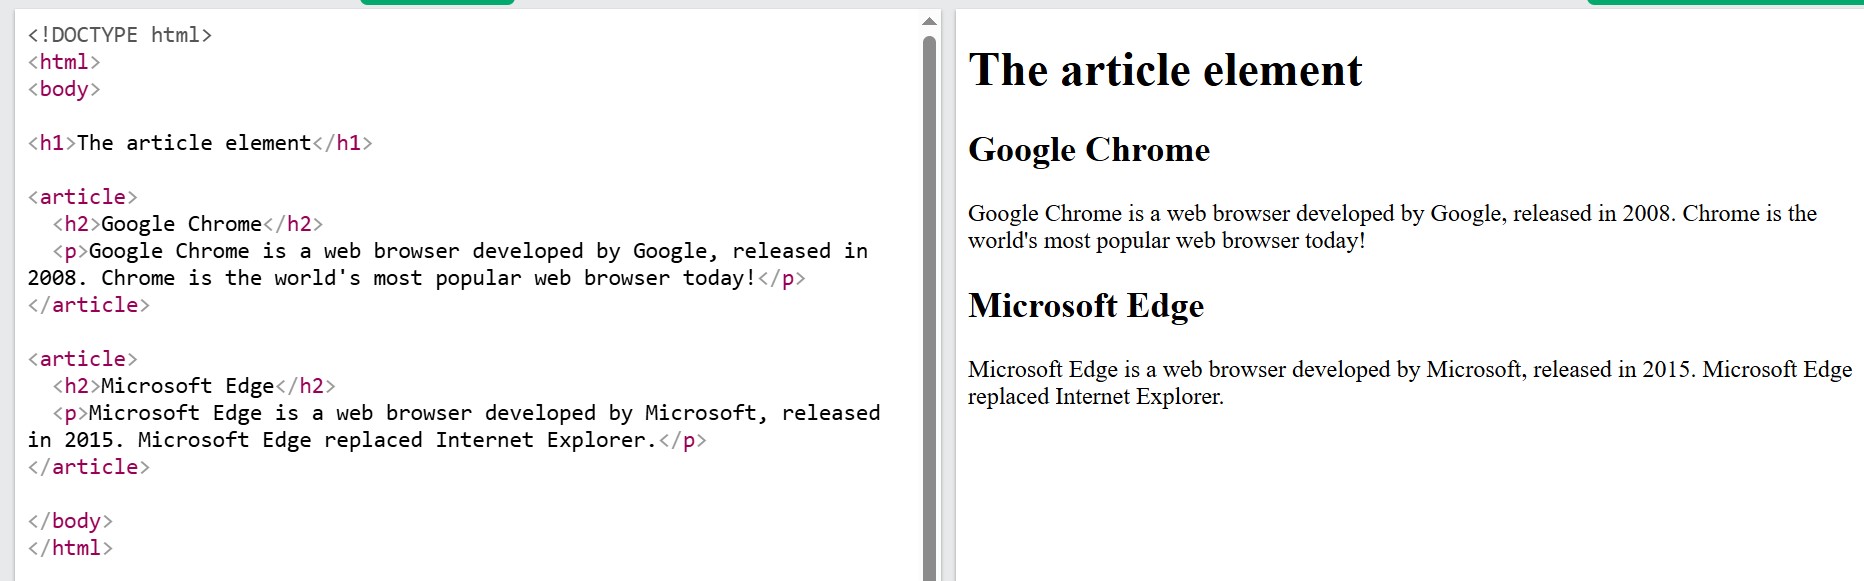 <!DOCTYPE html>
<html>
<body>
<h1>The article element</h1>
<article>
<h2>Google Chrome</h2>
<p>Google Chrome is a web browser developed by Google, released in
2008. Chrome is the world's most popular web browser today!</p>
</article>
<article>
<h2>Microsoft Edge</h2>
<p>Microsoft Edge is a web browser developed by Microsoft, released
in 2015. Microsoft Edge replaced Internet Explorer.</p>
</article>
</body>
</html>
The article element
Google Chrome
Google Chrome is a web browser developed by Google, released in 2008. Chrome is the
world's most popular web browser today!
Microsoft Edge
Microsoft Edge is a web browser developed by Microsoft, released in 2015. Microsoft Edge
replaced Internet Explorer.